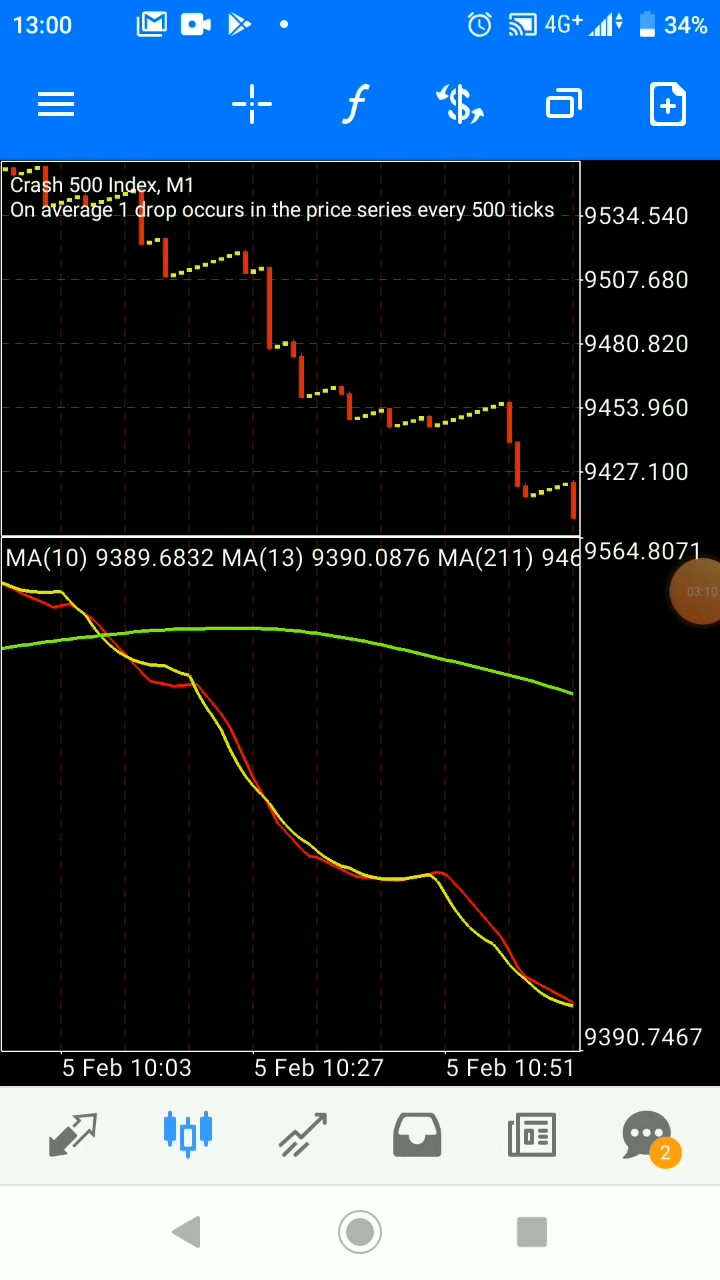 13:00
4G+
34%
Crash 500 Index, M1
On average 1 drop occurs in the price series every 500 ticks
9534.540
9507.680
9480.820
9453.960
9427.100
MA(10) 9389.6832 MA(13) 9390.0876 MA(211) 946
9564.8071
03:10
9390.7467
5 Feb 10:03
5 Feb 10:27
5 Feb 10:51
2